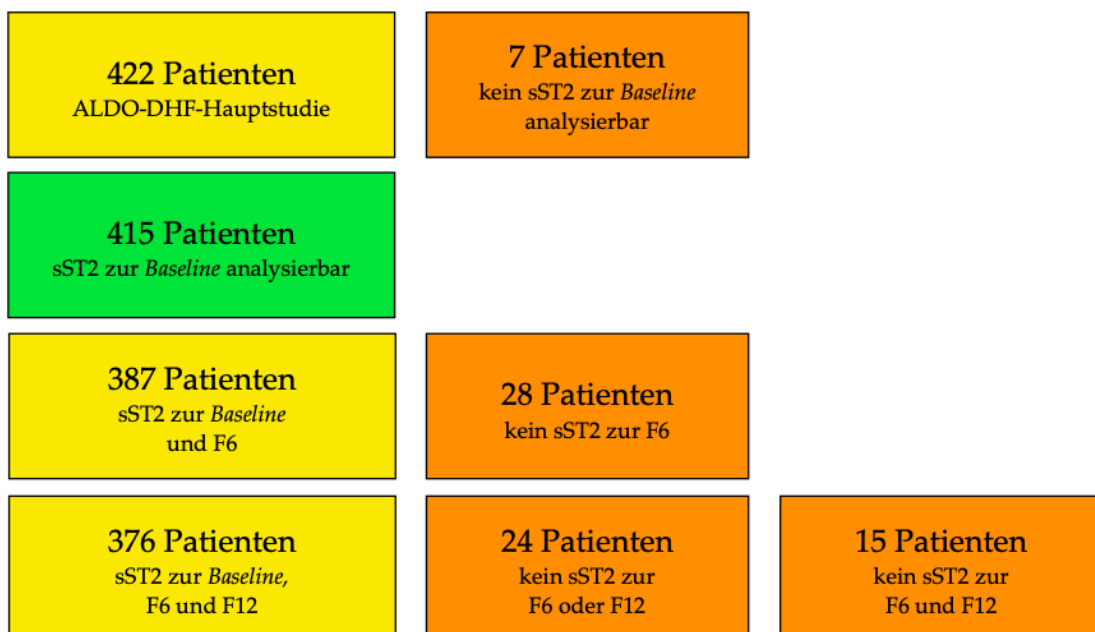 422 Patienten
ALDO-DHF-Hauptstudie
7 Patienten
kein sST2 zur Baseline
analysierbar
415 Patienten
sST2 zur Baseline analysierbar
387 Patienten
sST2 zur Baseline
und F6
28 Patienten
kein sST2 zur F6
376 Patienten
sST2 zur Baseline,
F6 und F12
24 Patienten
kein sST2 zur
F6 oder F12
15 Patienten
kein sST2 zur
F6 und F12